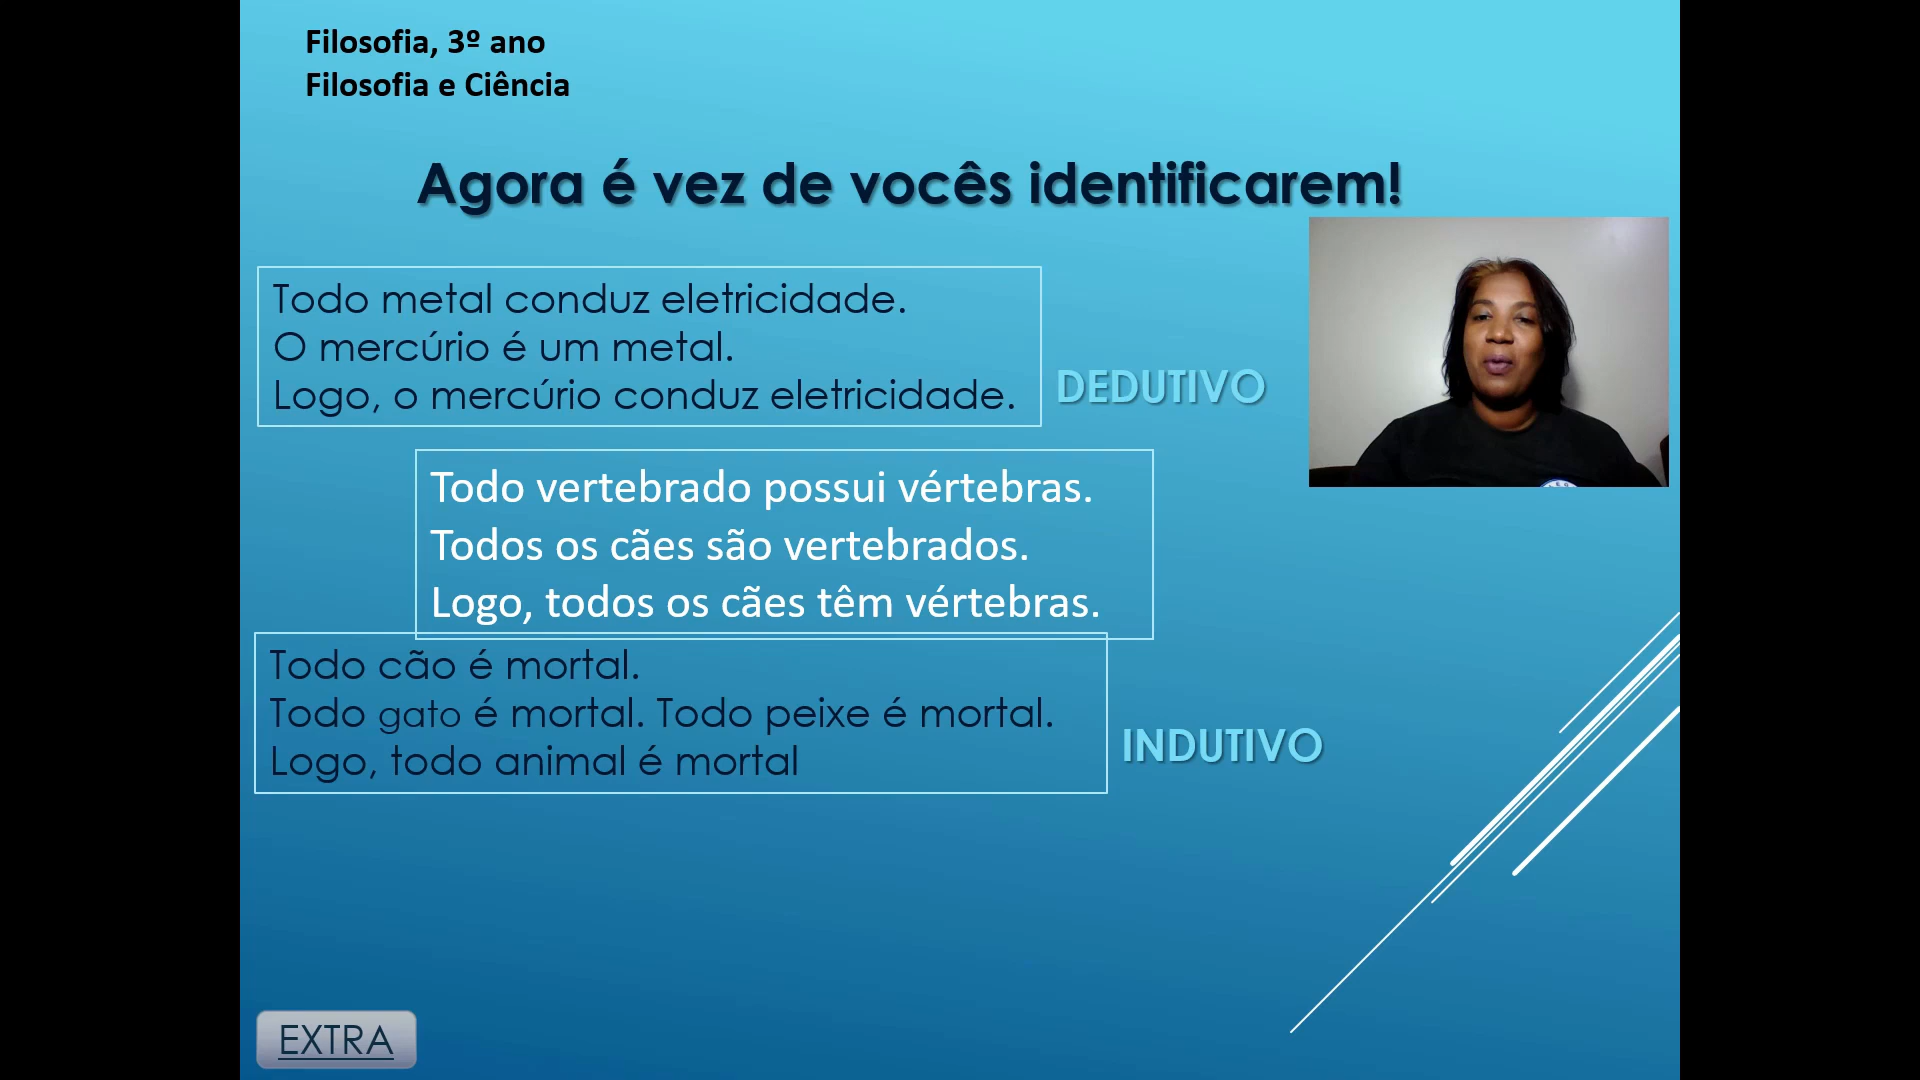 Filosofia, 3º ano
Filosofia e Ciência
Agora é vez de vocês identificarem!
Todo metal conduz eletricidade.
O mercúrio é um metal.
Logo, o mercúrio conduz eletricidade.
DEDUTIVO
Todo vertebrado possui vértebras.
Todos os cães são vertebrados.
Logo, todos os cães têm vértebras.
Todo cão é mortal.
Todo gato é mortal. Todo peixe é mortal.
Logo, todo animal é mortal
INDUTIVO
EXTRA